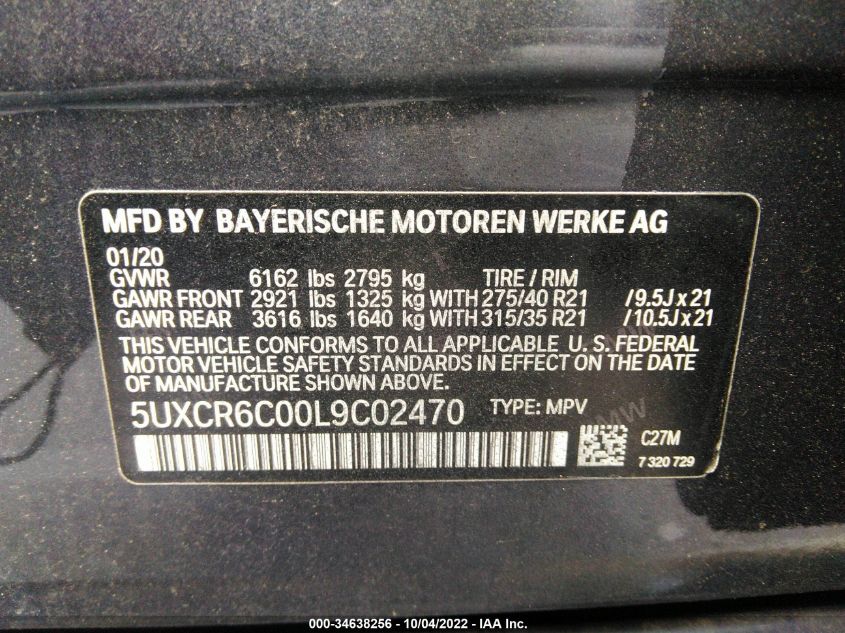 MFD BY BAYERISCHE MOTOREN WERKE AG
01/20
GVWR 6162 lbs 2795 kg TIRE / RIM
GAWR FRONT 2921 lbs 1325 kg WITH 275/40 R21 / 9.5J x 21
GAWR REAR 3616 lbs 1640 kg WITH 315/35 R21 / 10.5J x 21
THIS VEHICLE CONFORMS TO ALL APPLICABLE U. S. FEDERAL
MOTOR VEHICLE SAFETY STANDARDS IN EFFECT ON THE DATE
OF MANUFACTURE SHOWN ABOVE.
5UXCR6C00L9C02470 TYPE: MPV
C27M
7 320 729
000-34638256 - 10/04/2022 - IAA Inc.